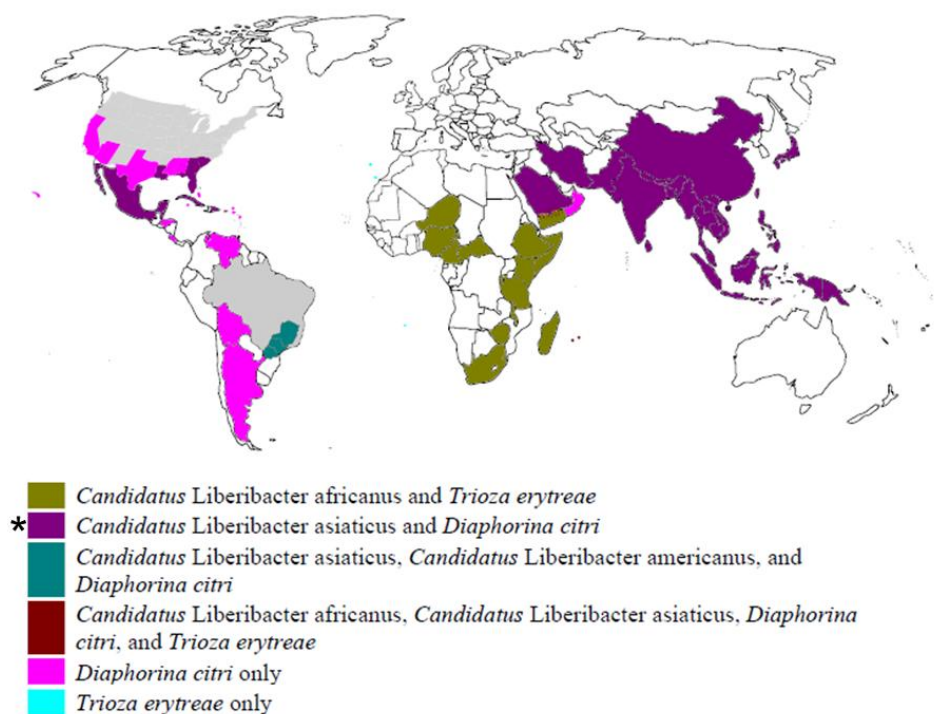 Candidatus Liberibacter africanus and Trioza erytreae
* Candidatus Liberibacter asiaticus and Diaphorina citri
Candidatus Liberibacter asiaticus, Candidatus Liberibacter americanus, and
Diaphorina citri
Candidatus Liberibacter africanus, Candidatus Liberibacter asiaticus, Diaphorina
citri, and Trioza erytreae
Diaphorina citri only
Trioza erytreae only